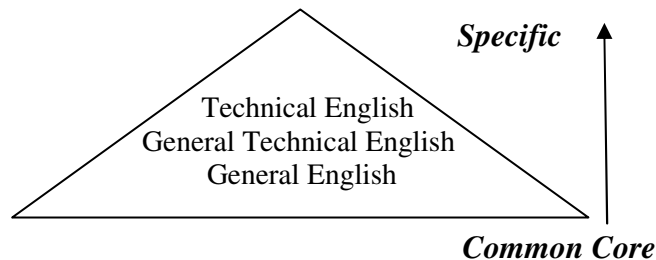 Specific
Technical English
General Technical English
General English
Common Core